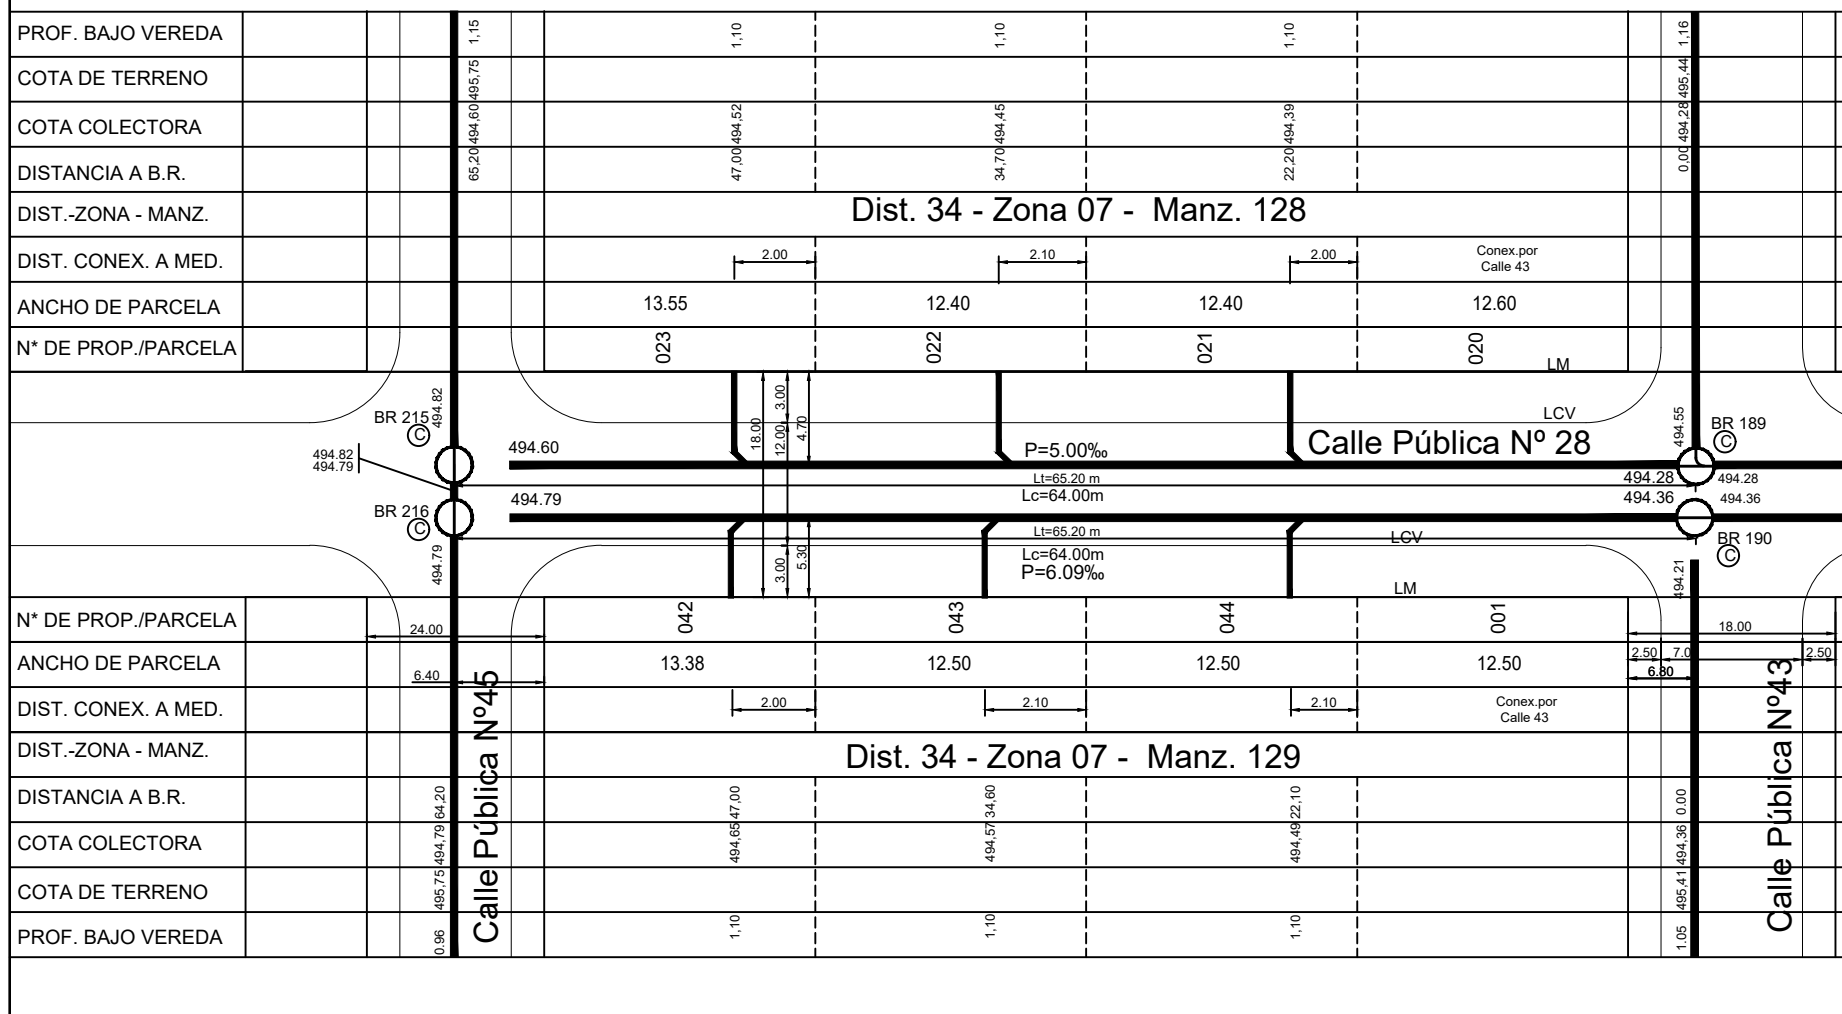 PROF. BAJO VEREDA 1,15 1,10 1,10 1,10 1,16
COTA DE TERRENO 495,75 495,44
COTA COLECTORA 494,60 494,52 494,45 494,39 494,28
DISTANCIA A B.R. 65,20 47,00 34,70 22,20 0,00
DIST.-ZONA - MANZ. Dist. 34 - Zona 07 - Manz. 128
DIST. CONEX. A MED. 2.00 2.10 2.00 Conex.por
Calle 43
ANCHO DE PARCELA 13.55 12.40 12.40 12.60
N* DE PROP./PARCELA 023 022 021 020
LM
494.82 3.00 LCV 494.55
BR 215 C 18.00 12.00 4.70 Calle Pública Nº 28 BR 189 C
494.82
494.79
494.60 P=5.00‰
Lt=65.20 m 494.28 494.28
494.79 Lc=64.00m 494.36 494.36
BR 216 C Lt=65.20 m LCV BR 190 C
494.79 3.00 5.30 Lc=64.00m 494.21
P=6.09‰
LM
N* DE PROP./PARCELA 24.00 042 043 044 001 18.00
ANCHO DE PARCELA 6.40 13.38 12.50 12.50 12.50 2.50 7.0 2.50
6.80
DIST. CONEX. A MED. 2.00 2.10 2.10 Conex.por
Calle 43
Calle Pública Nº45
Calle Pública Nº43
DIST.-ZONA - MANZ. Dist. 34 - Zona 07 - Manz. 129
DISTANCIA A B.R. 64,20 47,00 34,60 22,10 0.00
COTA COLECTORA 494,79 494,65 494,57 494,49 494,36
COTA DE TERRENO 495,75 495,41
PROF. BAJO VEREDA 0.96 1,10 1,10 1,10 1.05